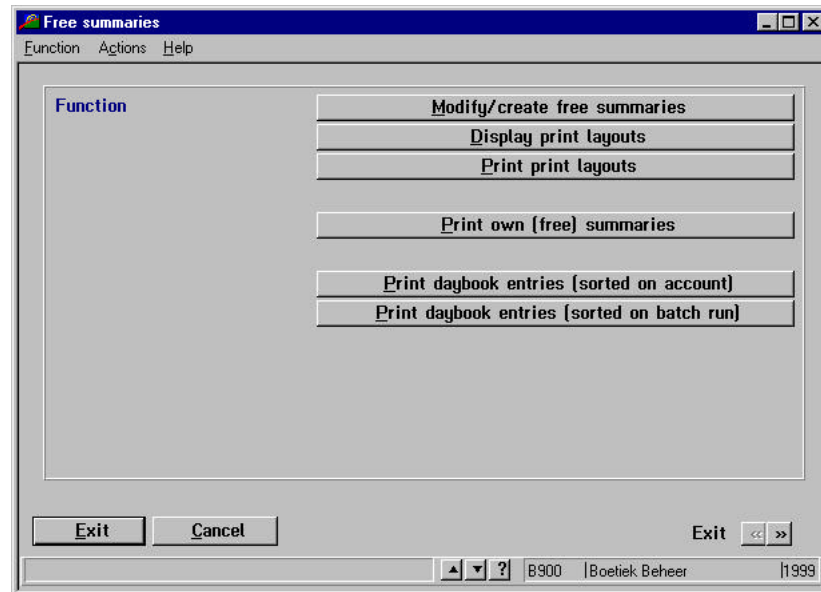 Free summaries
Function Actions Help
Function
Modify/create free summaries
Display print layouts
Print print layouts
Print own (free) summaries
Print daybook entries (sorted on account)
Print daybook entries (sorted on batch run)
Exit Cancel Exit << >>
? B900 Boetiek Beheer 1999